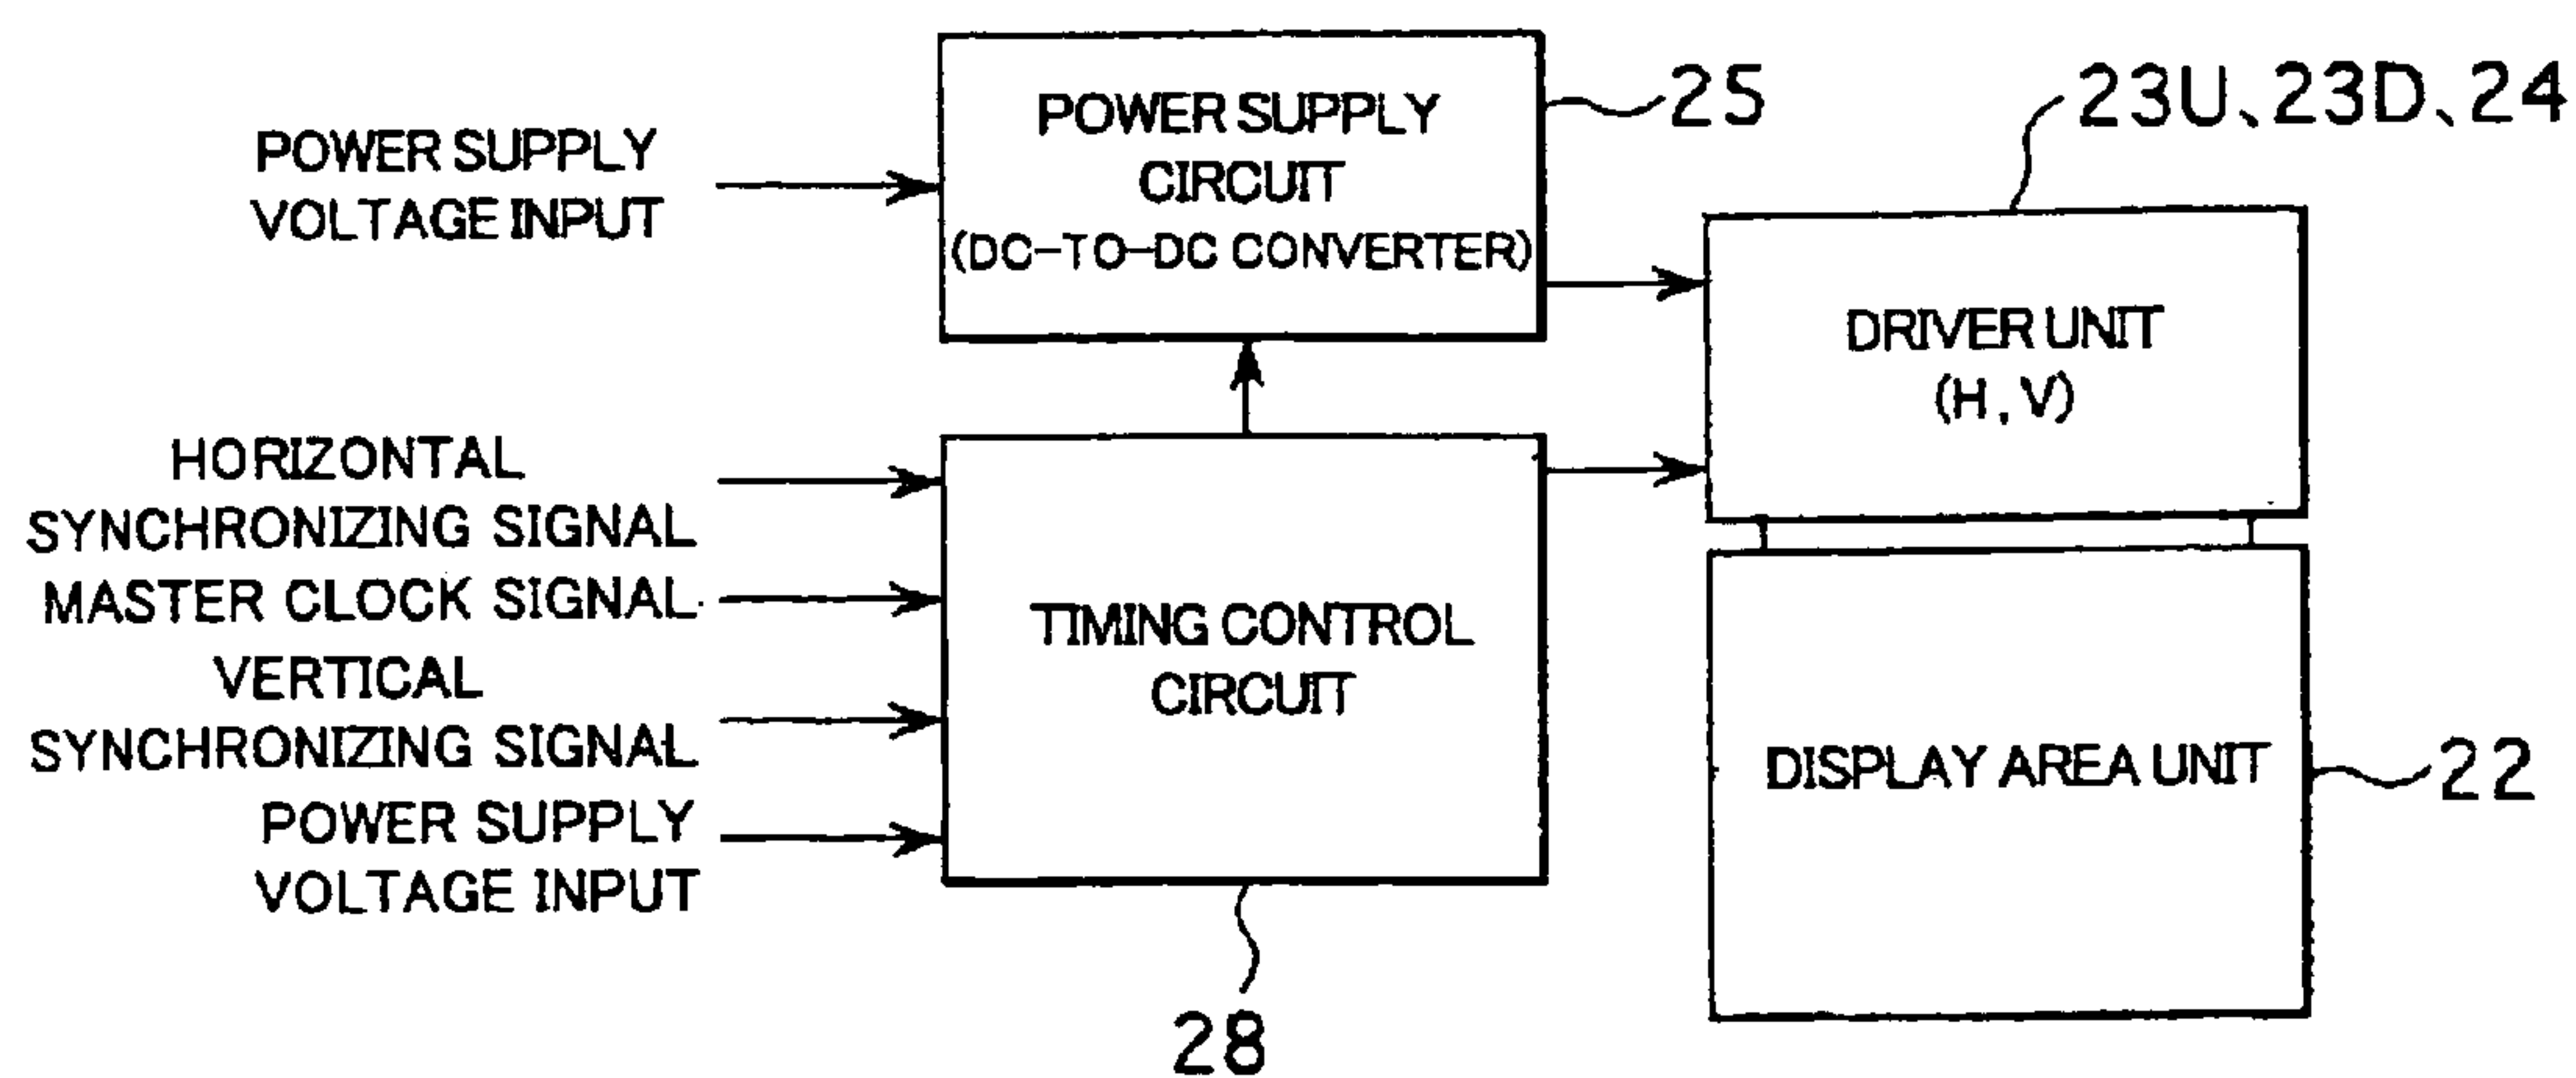 POWER SUPPLY
VOLTAGE INPUT
POWER SUPPLY
CIRCUIT
(DC-TO-DC CONVERTER)
25
23U、23D、24
DRIVER UNIT
(H, V)
HORIZONTAL
SYNCHRONIZING SIGNAL
MASTER CLOCK SIGNAL
VERTICAL
SYNCHRONIZING SIGNAL
POWER SUPPLY
VOLTAGE INPUT
TIMING CONTROL
CIRCUIT
28
DISPLAY AREA UNIT
22